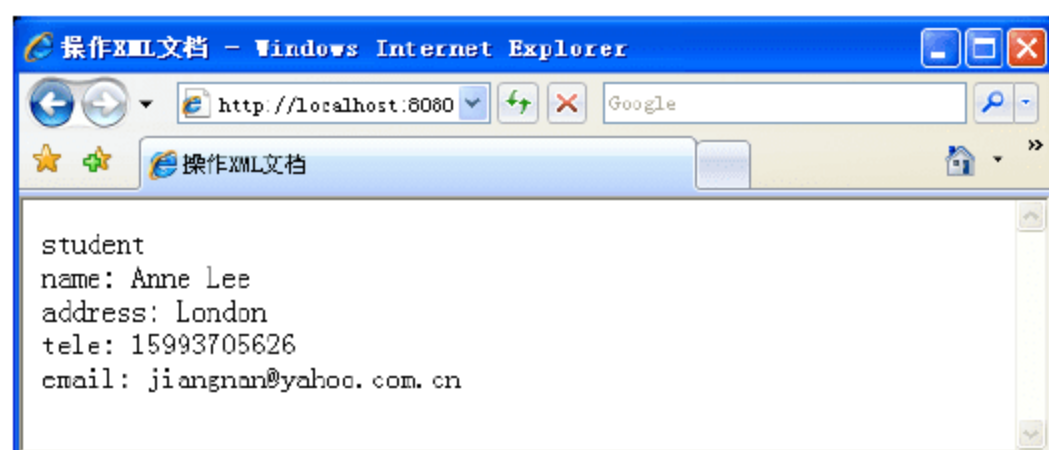 操作XML文档 - Windows Internet Explorer
http://localhost:8080 Google
操作XML文档
student
name: Anne Lee
address: London
tele: 15993705626
email: jiangnan@yahoo.com.cn